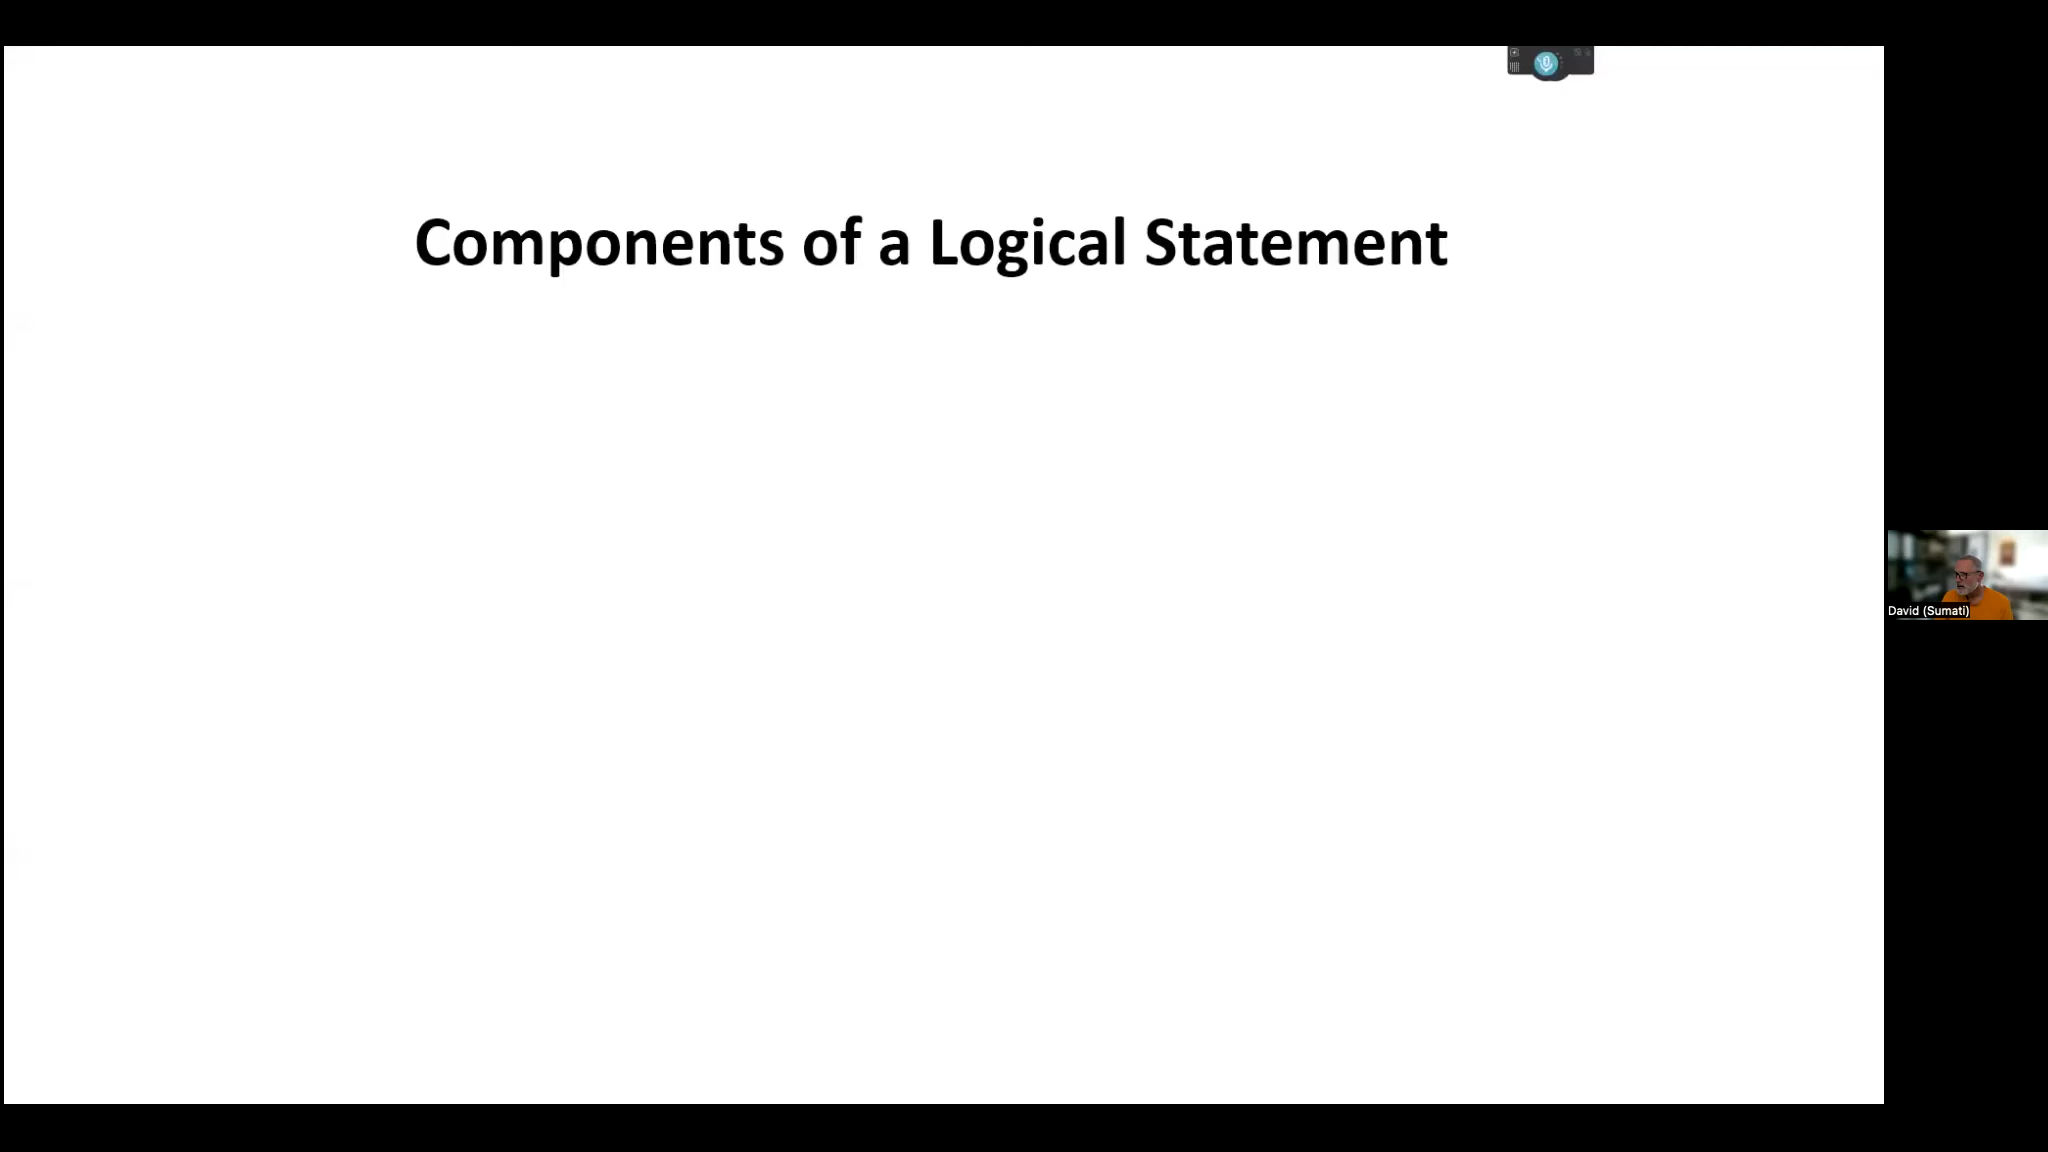 Components of a Logical Statement
David (Sumati)